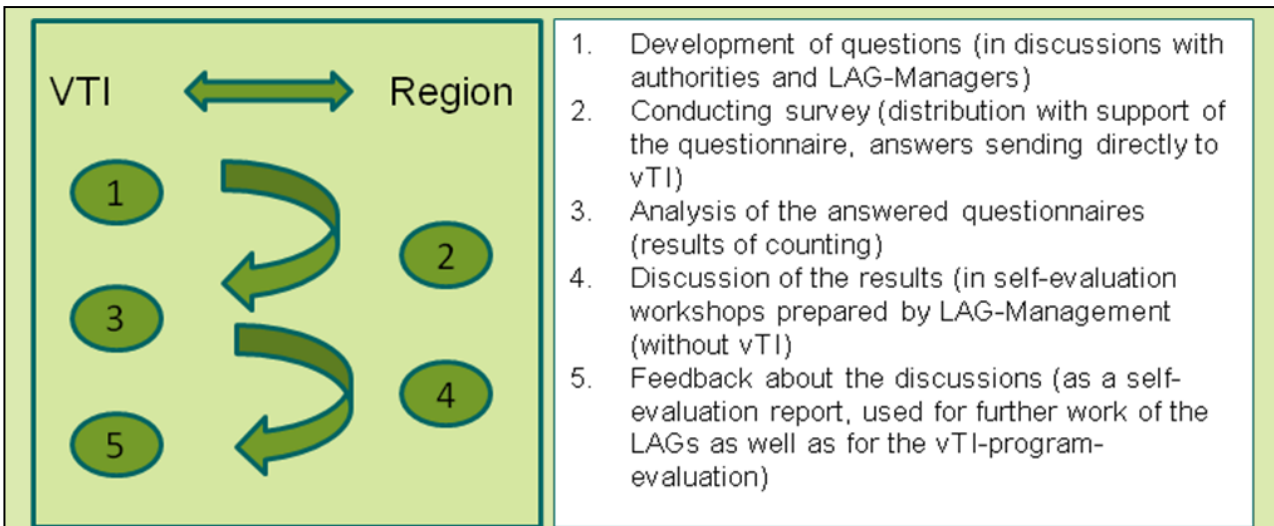 VTI Region
1
2
3
4
5
1. Development of questions (in discussions with
authorities and LAG-Managers)
2. Conducting survey (distribution with support of
the questionnaire, answers sending directly to
vTI)
3. Analysis of the answered questionnaires
(results of counting)
4. Discussion of the results (in self-evaluation
workshops prepared by LAG-Management
(without vTI)
5. Feedback about the discussions (as a self-
evaluation report, used for further work of the
LAGs as well as for the vTI-program-
evaluation)